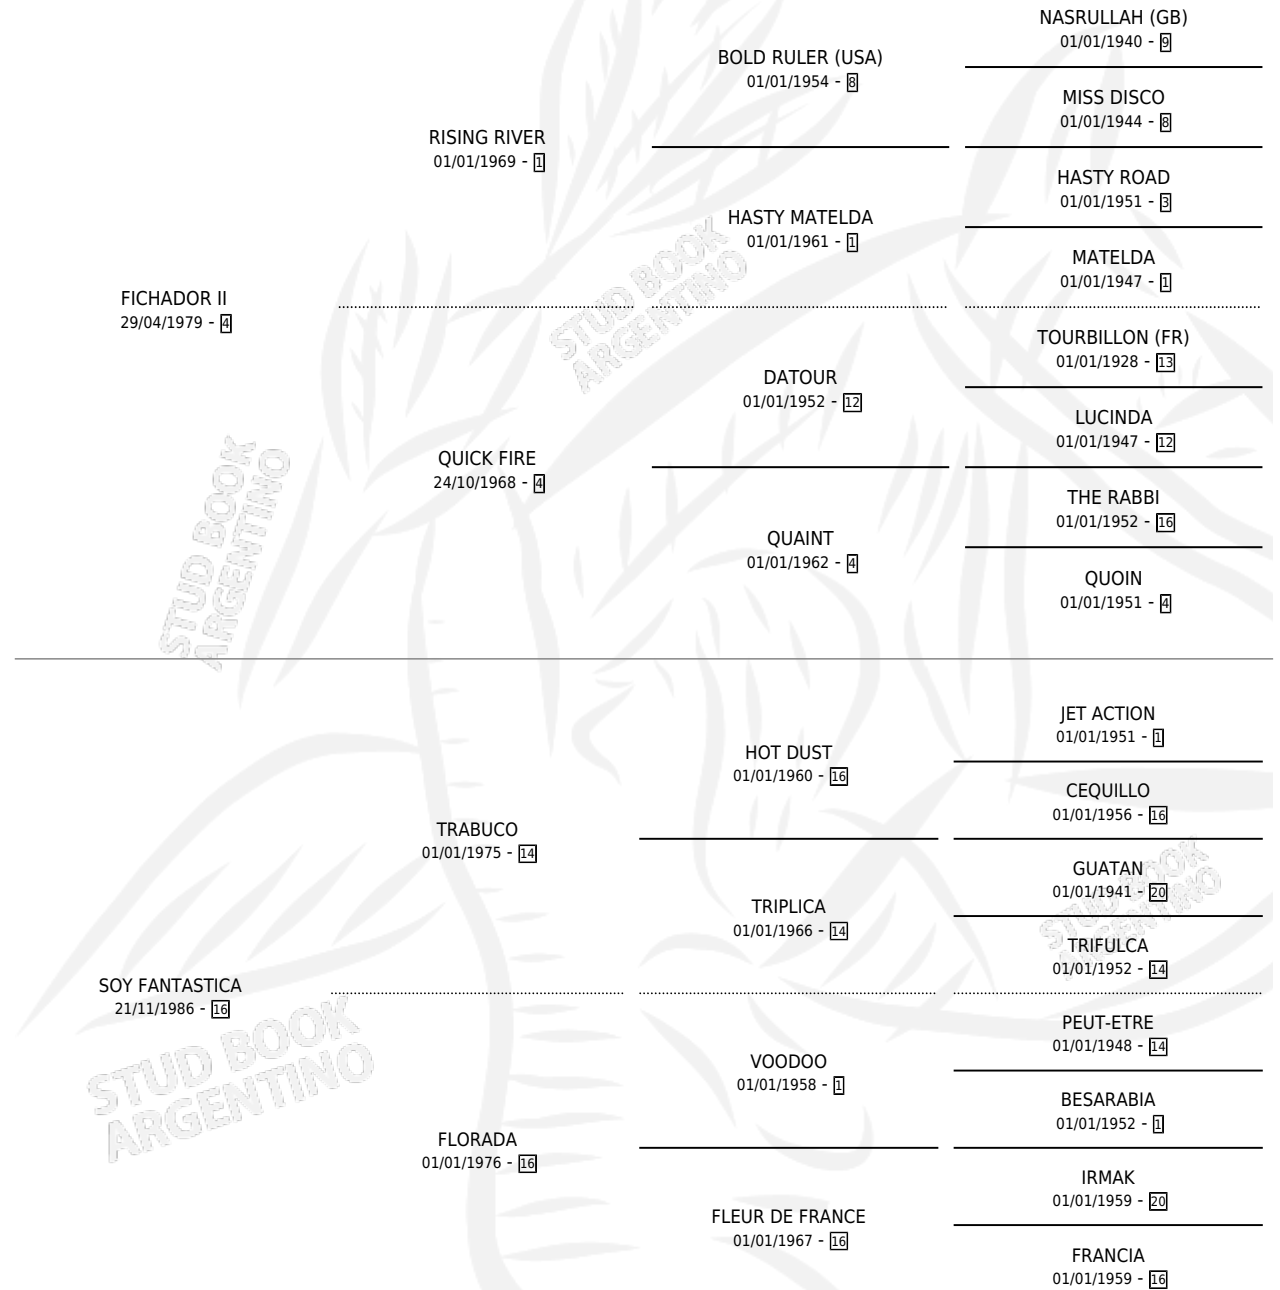 NASRULLAH (GB)
01/01/1940 - 9
BOLD RULER (USA)
01/01/1954 - 8
MISS DISCO
01/01/1944 - 8
RISING RIVER
01/01/1969 - 1
HASTY ROAD
01/01/1951 - 3
HASTY MATELDA
01/01/1961 - 1
MATELDA
01/01/1947 - 1
FICHADOR II
29/04/1979 - 4
TOURBILLON (FR)
01/01/1928 - 13
DATOUR
01/01/1952 - 12
LUCINDA
01/01/1947 - 12
QUICK FIRE
24/10/1968 - 4
THE RABBI
01/01/1952 - 16
QUAINT
01/01/1962 - 4
QUOIN
01/01/1951 - 4
JET ACTION
01/01/1951 - 1
HOT DUST
01/01/1960 - 16
CEQUILLO
01/01/1956 - 16
TRABUCO
01/01/1975 - 14
GUATAN
01/01/1941 - 20
TRIPLICA
01/01/1966 - 14
TRIFULCA
01/01/1952 - 14
SOY FANTASTICA
21/11/1986 - 16
PEUT-ETRE
01/01/1948 - 14
VOODOO
01/01/1958 - 1
BESARABIA
01/01/1952 - 1
FLORADA
01/01/1976 - 16
IRMAK
01/01/1959 - 20
FLEUR DE FRANCE
01/01/1967 - 16
FRANCIA
01/01/1959 - 16
STUD BOOK
ARGENTINO
STUD BOOK
ARGENTINO
STUD BOOK
ARGENTINO
STUD BOOK
ARGENTINO